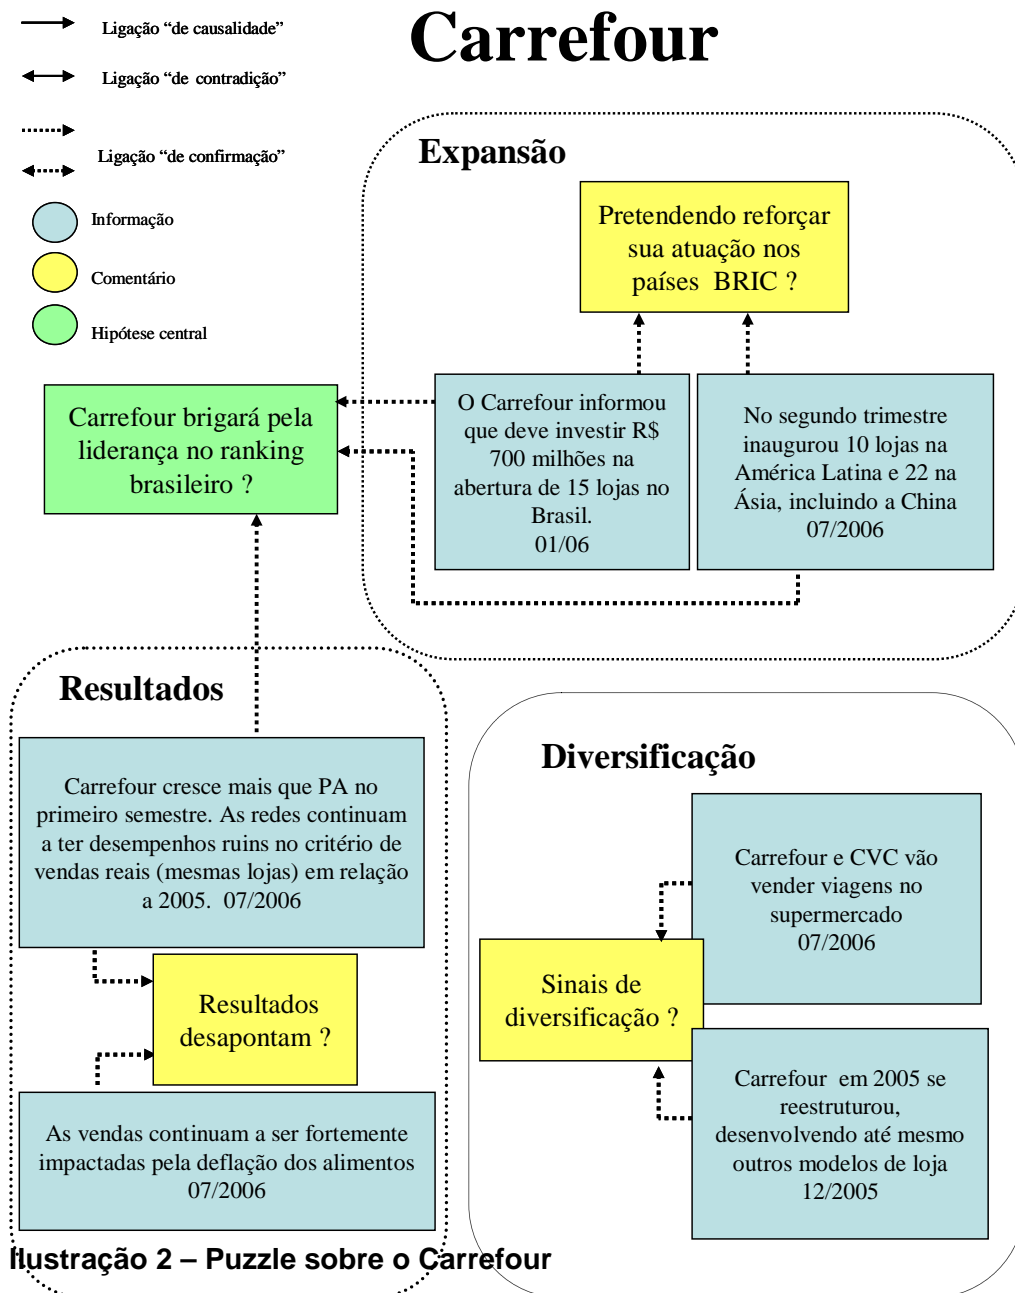 Carrefour
Ligação “de causalidade”
Ligação “de contradição”
Ligação “de confirmação”
Informação
Comentário
Hipótese central
Expansão
Pretendendo reforçar
sua atuação nos
países BRIC ?
Carrefour brigará pela
liderança no ranking
brasileiro ?
O Carrefour informou
que deve investir R$
700 milhões na
abertura de 15 lojas no
Brasil.
01/06
No segundo trimestre
inaugurou 10 lojas na
América Latina e 22 na
Ásia, incluindo a China
07/2006
Resultados
Carrefour cresce mais que PA no
primeiro semestre. As redes continuam
a ter desempenhos ruins no critério de
vendas reais (mesmas lojas) em relação
a 2005. 07/2006
Resultados
desapontam ?
As vendas continuam a ser fortemente
impactadas pela deflação dos alimentos
07/2006
Diversificação
Carrefour e CVC vão
vender viagens no
supermercado
07/2006
Sinais de
diversificação ?
Carrefour em 2005 se
reestruturou,
desenvolvendo até mesmo
outros modelos de loja
12/2005
Ilustração 2 – Puzzle sobre o Carrefour